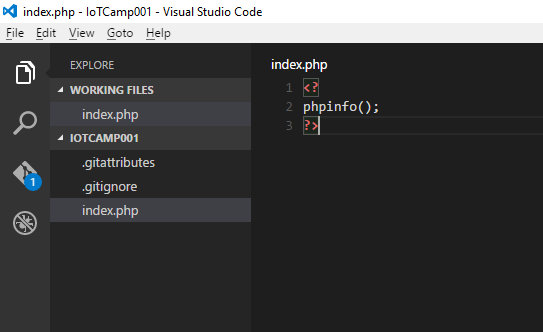 index.php - IoTCamp001 - Visual Studio Code
File Edit View Goto Help
EXPLORE
WORKING FILES
index.php
IOTCAMP001
.gitattributes
.gitignore
index.php
1
index.php
1 <?
2 phpinfo();
3 ?>